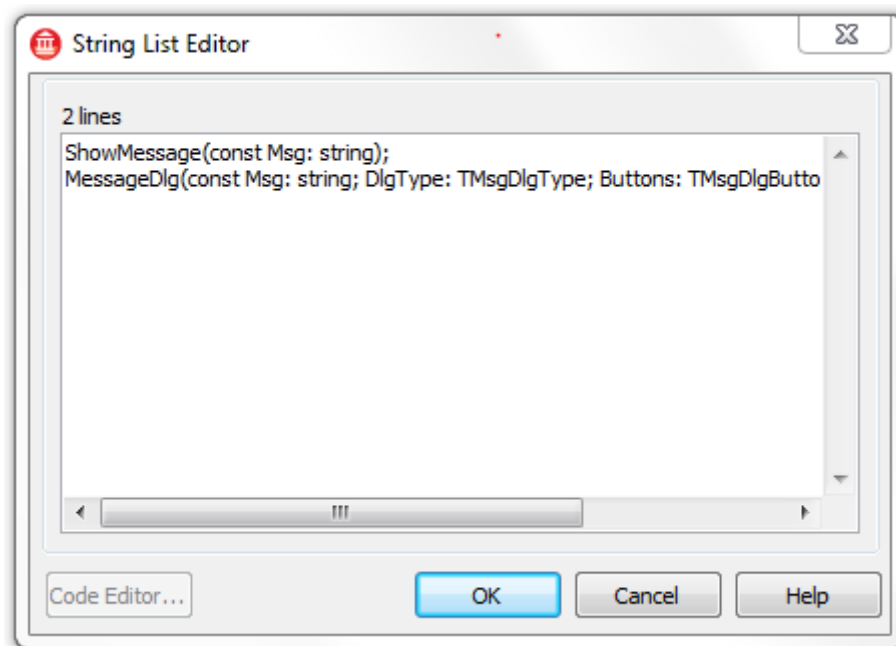 String List Editor
2 lines
ShowMessage(const Msg: string);
MessageDlg(const Msg: string; DlgType: TMsgDlgType; Buttons: TMsgDlgButto
Code Editor... OK Cancel Help